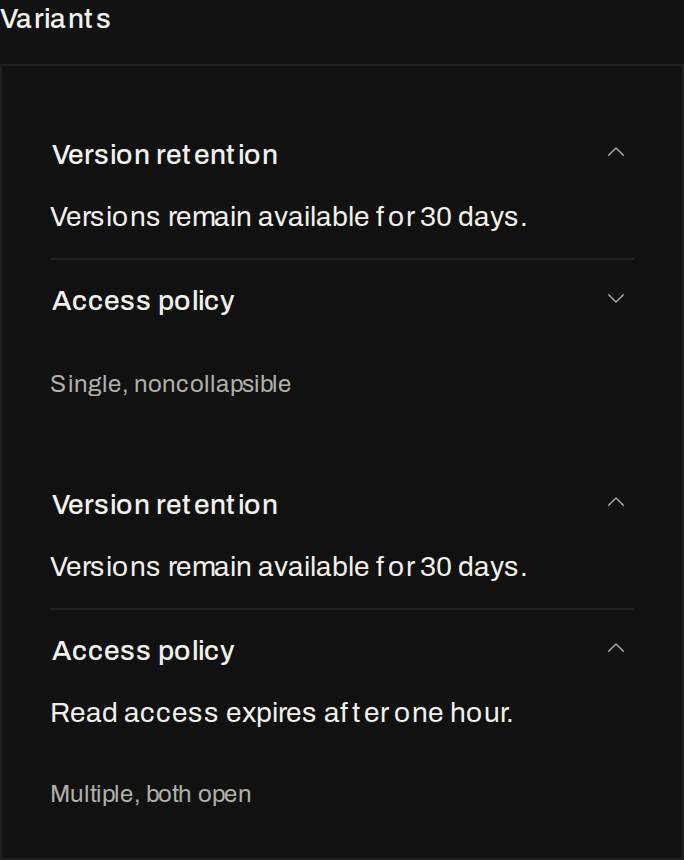 Variants
Version retention
Versions remain available for 30 days.
Access policy
Single, noncollapsible
Version retention
Versions remain available for 30 days.
Access policy
Read access expires after one hour.
Multiple, both open